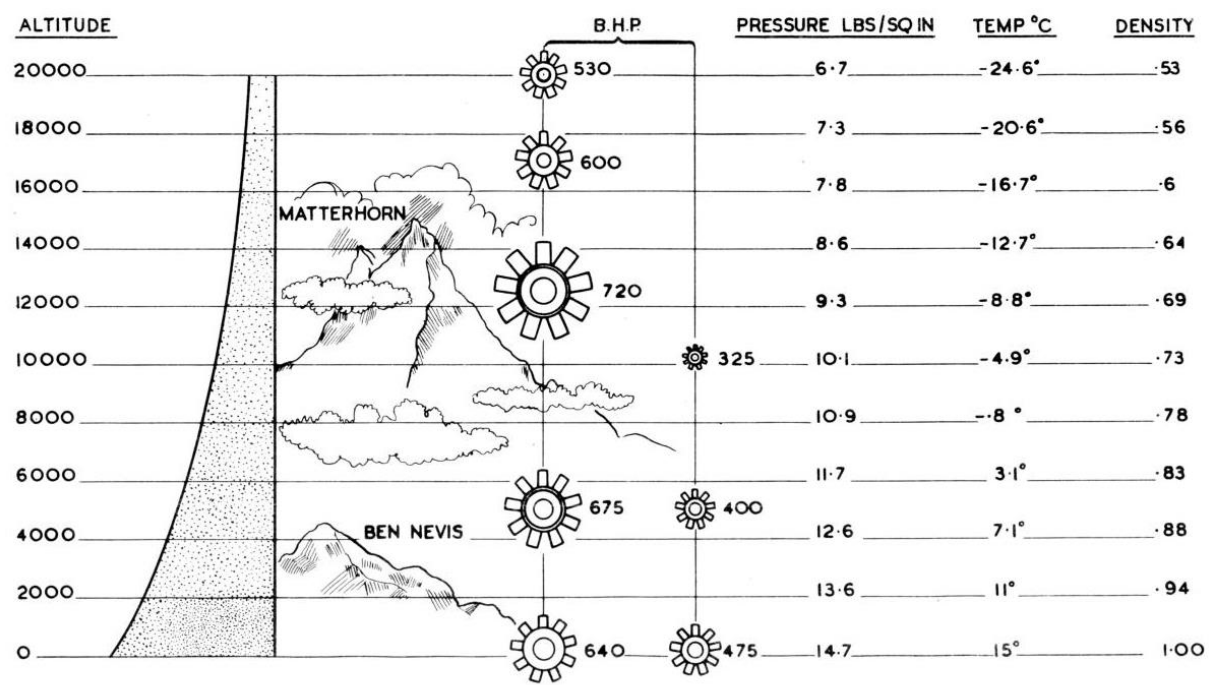 ALTITUDE B.H.P. PRESSURE LBS/SQ IN TEMP °C DENSITY
20000 530 6·7 -24·6° ·53
18000 7·3 -20·6° ·56
600
16000 7·8 -16·7° ·6
MATTERHORN
14000 8·6 -12·7° ·64
12000 720 9·3 -8·8° ·69
10000 325 10·1 -4·9° ·73
8000 10·9 -·8° ·78
6000 11·7 3·1° ·83
675 400
4000 BEN NEVIS 12·6 7·1° ·88
2000 13·6 11° ·94
0 640 475 14·7 15° 1·00